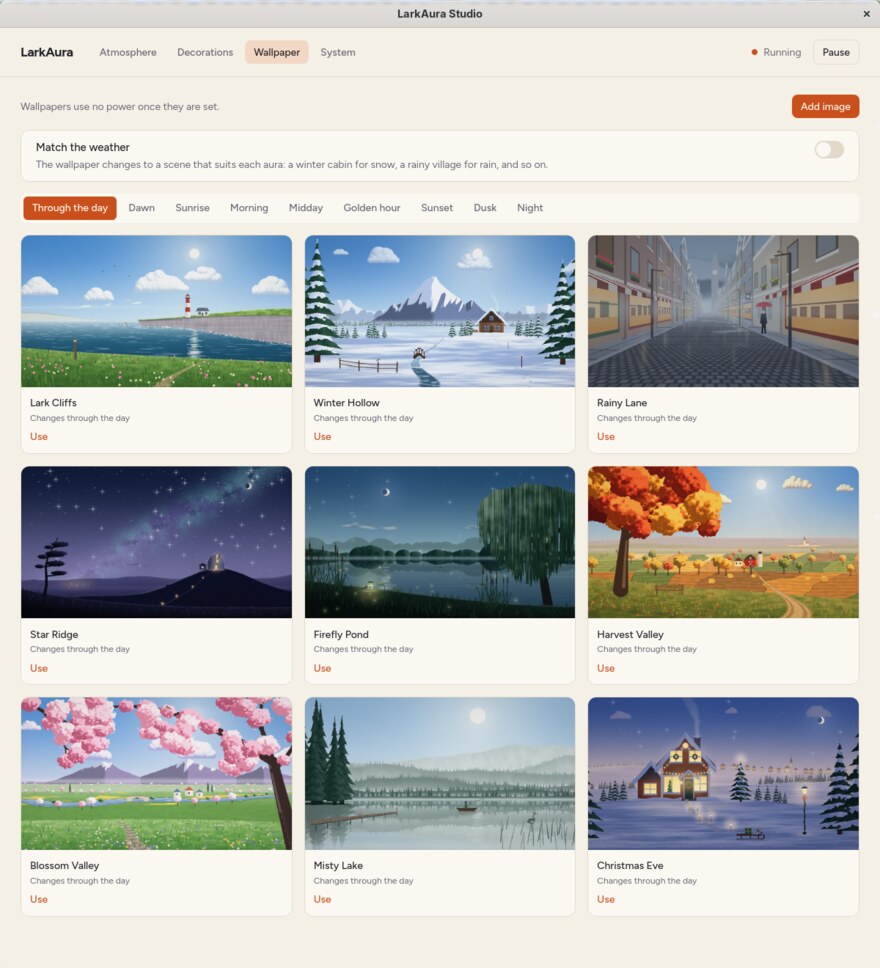 LarkAura Studio
LarkAura Atmosphere Decorations Wallpaper System Running Pause
Wallpapers use no power once they are set. Add image
Match the weather
The wallpaper changes to a scene that suits each aura: a winter cabin for snow, a rainy village for rain, and so on.
Through the day Dawn Sunrise Morning Midday Golden hour Sunset Dusk Night
Lark Cliffs
Changes through the day
Use
Winter Hollow
Changes through the day
Use
Rainy Lane
Changes through the day
Use
Star Ridge
Changes through the day
Use
Firefly Pond
Changes through the day
Use
Harvest Valley
Changes through the day
Use
Blossom Valley
Changes through the day
Use
Misty Lake
Changes through the day
Use
Christmas Eve
Changes through the day
Use